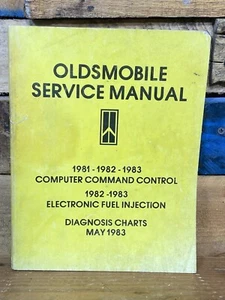 OLDSMOBILE
SERVICE MANUAL
1981-1982-1983
COMPUTER COMMAND CONTROL
1982-1983
ELECTRONIC FUEL INJECTION
DIAGNOSIS CHARTS
MAY 1983